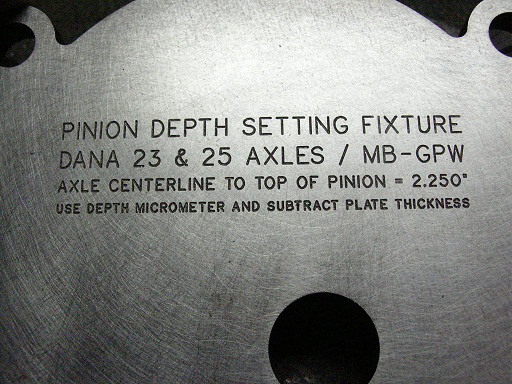 PINION DEPTH SETTING FIXTURE
DANA 23 & 25 AXLES / MB-GPW
AXLE CENTERLINE TO TOP OF PINION = 2.250"
USE DEPTH MICROMETER AND SUBTRACT PLATE THICKNESS